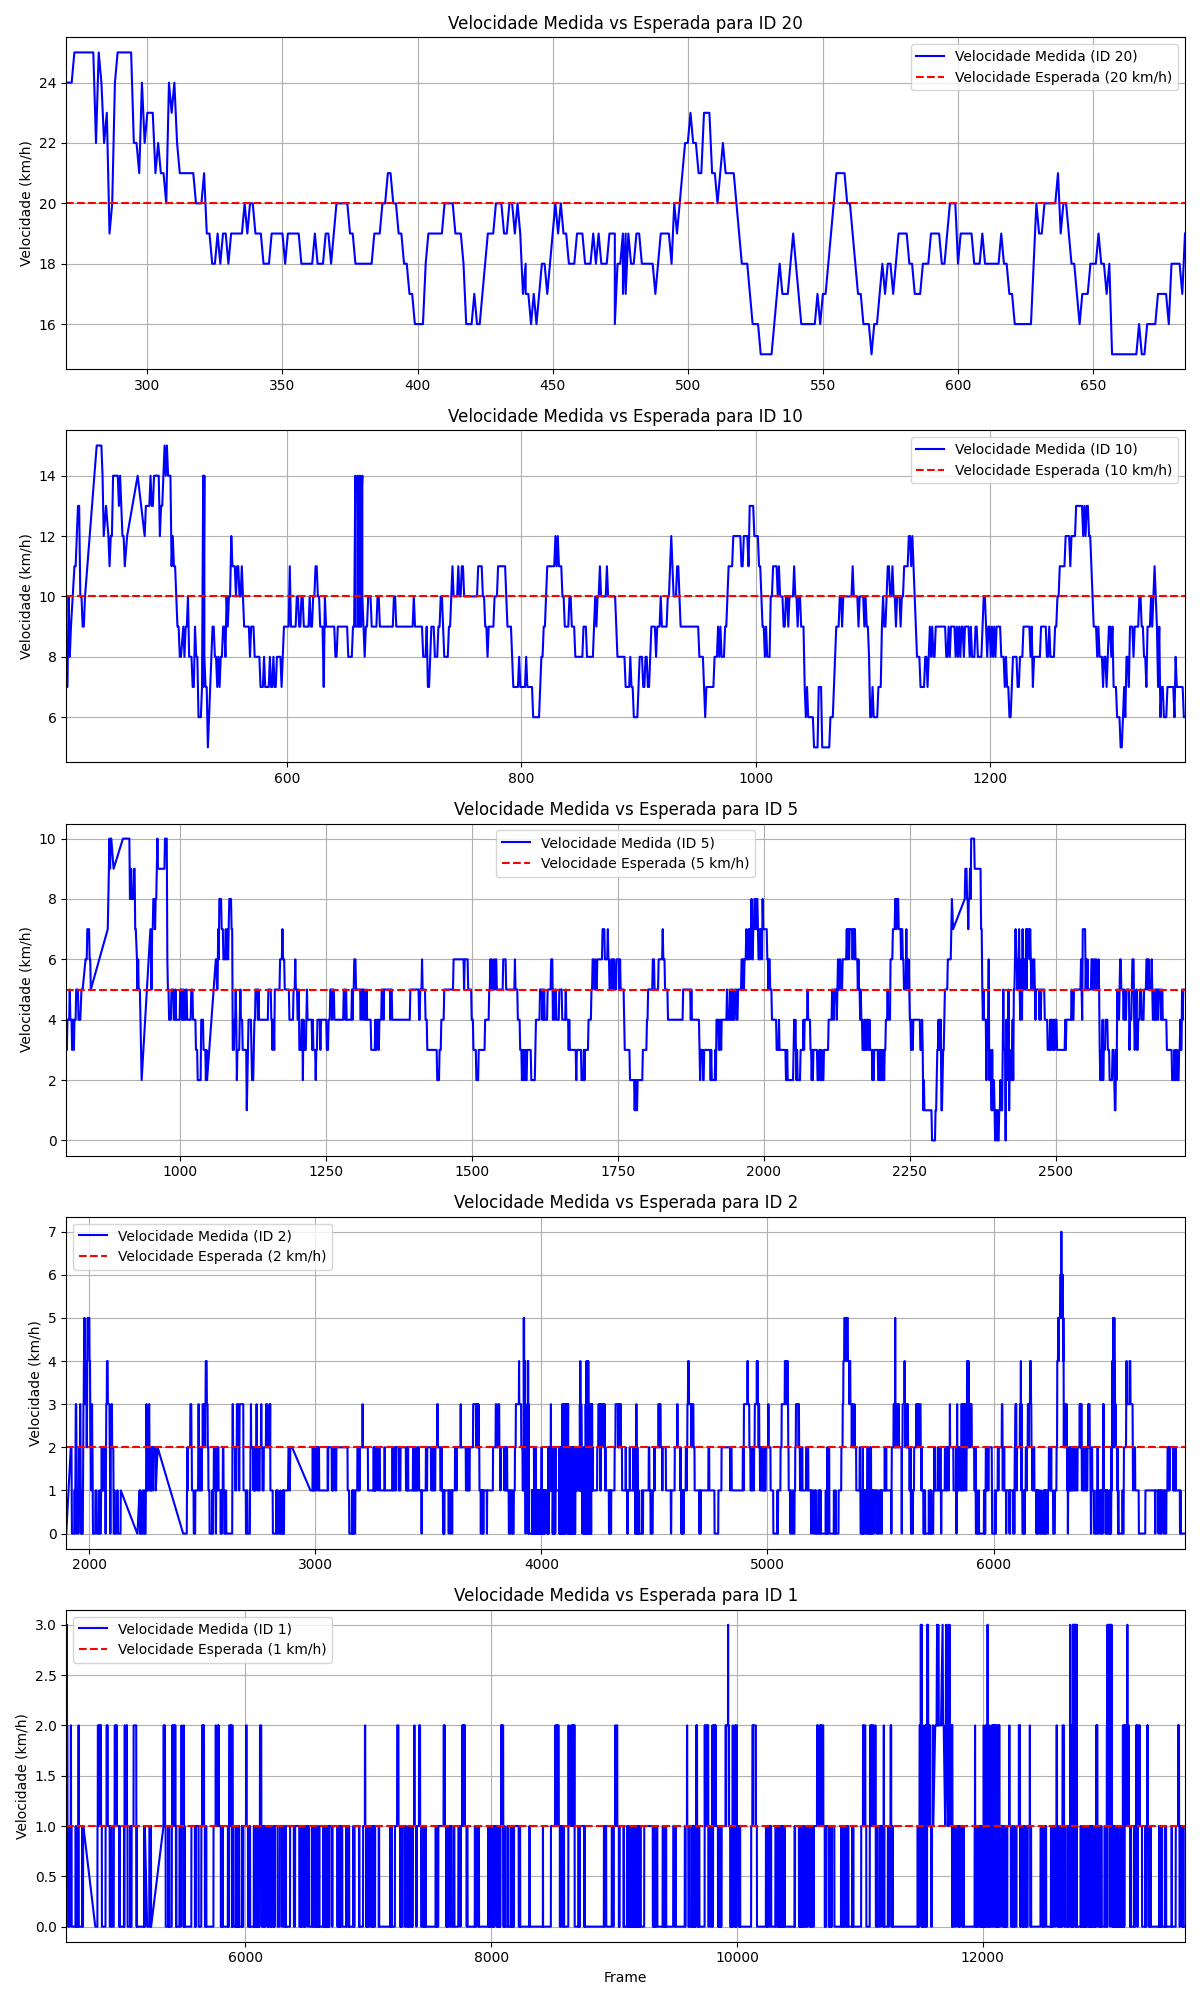 Velocidade Medida vs Esperada para ID 20
Velocidade Medida (ID 20)
Velocidade Esperada (20 km/h)
Velocidade (km/h)
24
22
20
18
16
300 350 400 450 500 550 600 650
Velocidade Medida vs Esperada para ID 10
Velocidade Medida (ID 10)
Velocidade Esperada (10 km/h)
Velocidade (km/h)
14
12
10
8
6
600 800 1000 1200
Velocidade Medida vs Esperada para ID 5
Velocidade Medida (ID 5)
Velocidade Esperada (5 km/h)
Velocidade (km/h)
10
8
6
4
2
0
1000 1250 1500 1750 2000 2250 2500
Velocidade Medida vs Esperada para ID 2
Velocidade Medida (ID 2)
Velocidade Esperada (2 km/h)
Velocidade (km/h)
7
6
5
4
3
2
1
0
2000 3000 4000 5000 6000
Velocidade Medida vs Esperada para ID 1
Velocidade Medida (ID 1)
Velocidade Esperada (1 km/h)
Velocidade (km/h)
3.0
2.5
2.0
1.5
1.0
0.5
0.0
6000 8000 10000 12000
Frame